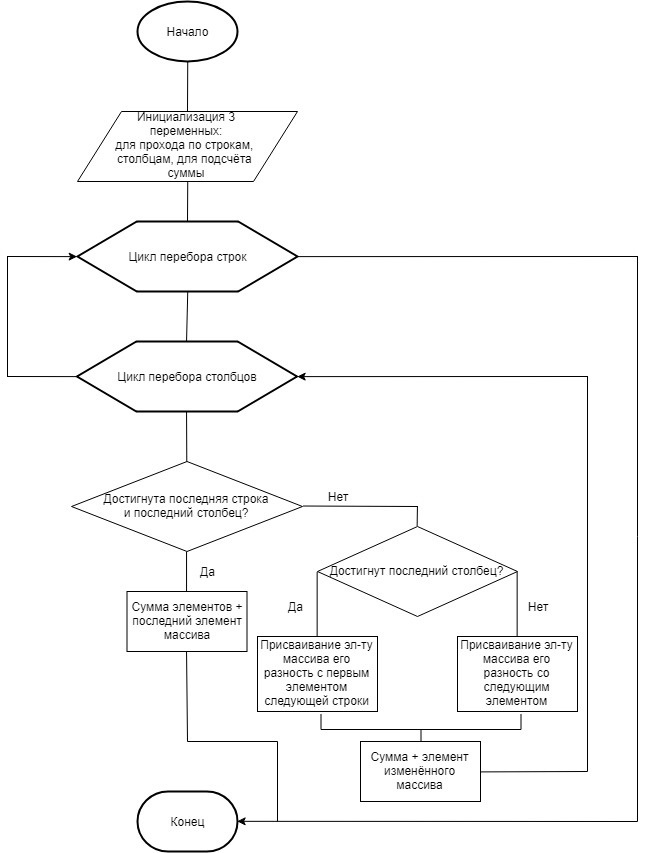 Начало
Инициализация 3
переменных:
для прохода по строкам,
столбцам, для подсчёта
суммы
Цикл перебора строк
Цикл перебора столбцов
Достигнута последняя строка
и последний столбец?
Нет
Да
Достигнут последний столбец?
Да
Нет
Сумма элементов +
последний элемент
массива
Присваивание эл-ту
массива его
разность с первым
элементом
следующей строки
Присваивание эл-ту
массива его
разность со
следующим
элементом
Сумма + элемент
изменённого
массива
Конец